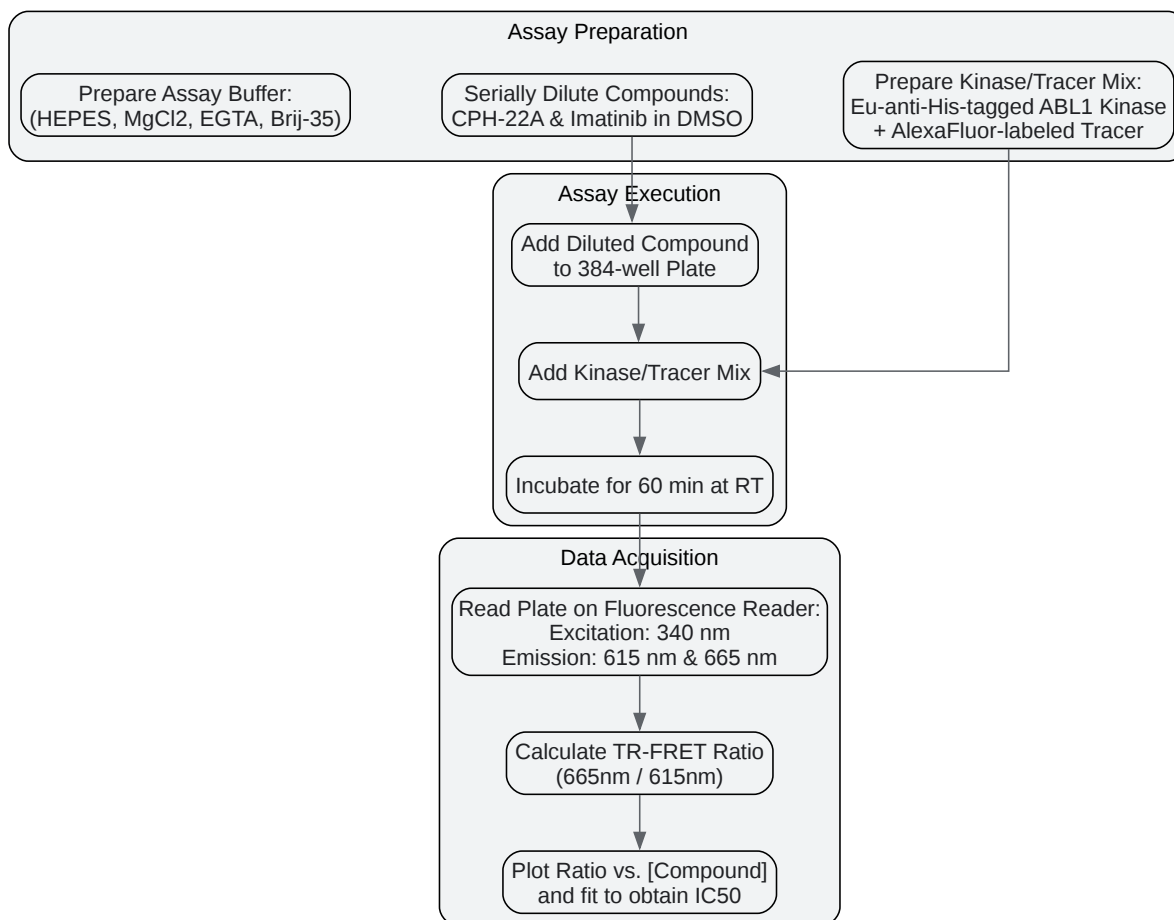 Assay Preparation
Prepare Assay Buffer:
(HEPES, MgCl2, EGTA, Brij-35)
Serially Dilute Compounds:
CPH-22A & Imatinib in DMSO
Prepare Kinase/Tracer Mix:
Eu-anti-His-tagged ABL1 Kinase
+ AlexaFluor-labeled Tracer
Assay Execution
Add Diluted Compound
to 384-well Plate
Add Kinase/Tracer Mix
Incubate for 60 min at RT
Data Acquisition
Read Plate on Fluorescence Reader:
Excitation: 340 nm
Emission: 615 nm & 665 nm
Calculate TR-FRET Ratio
(665nm / 615nm)
Plot Ratio vs. [Compound]
and fit to obtain IC50